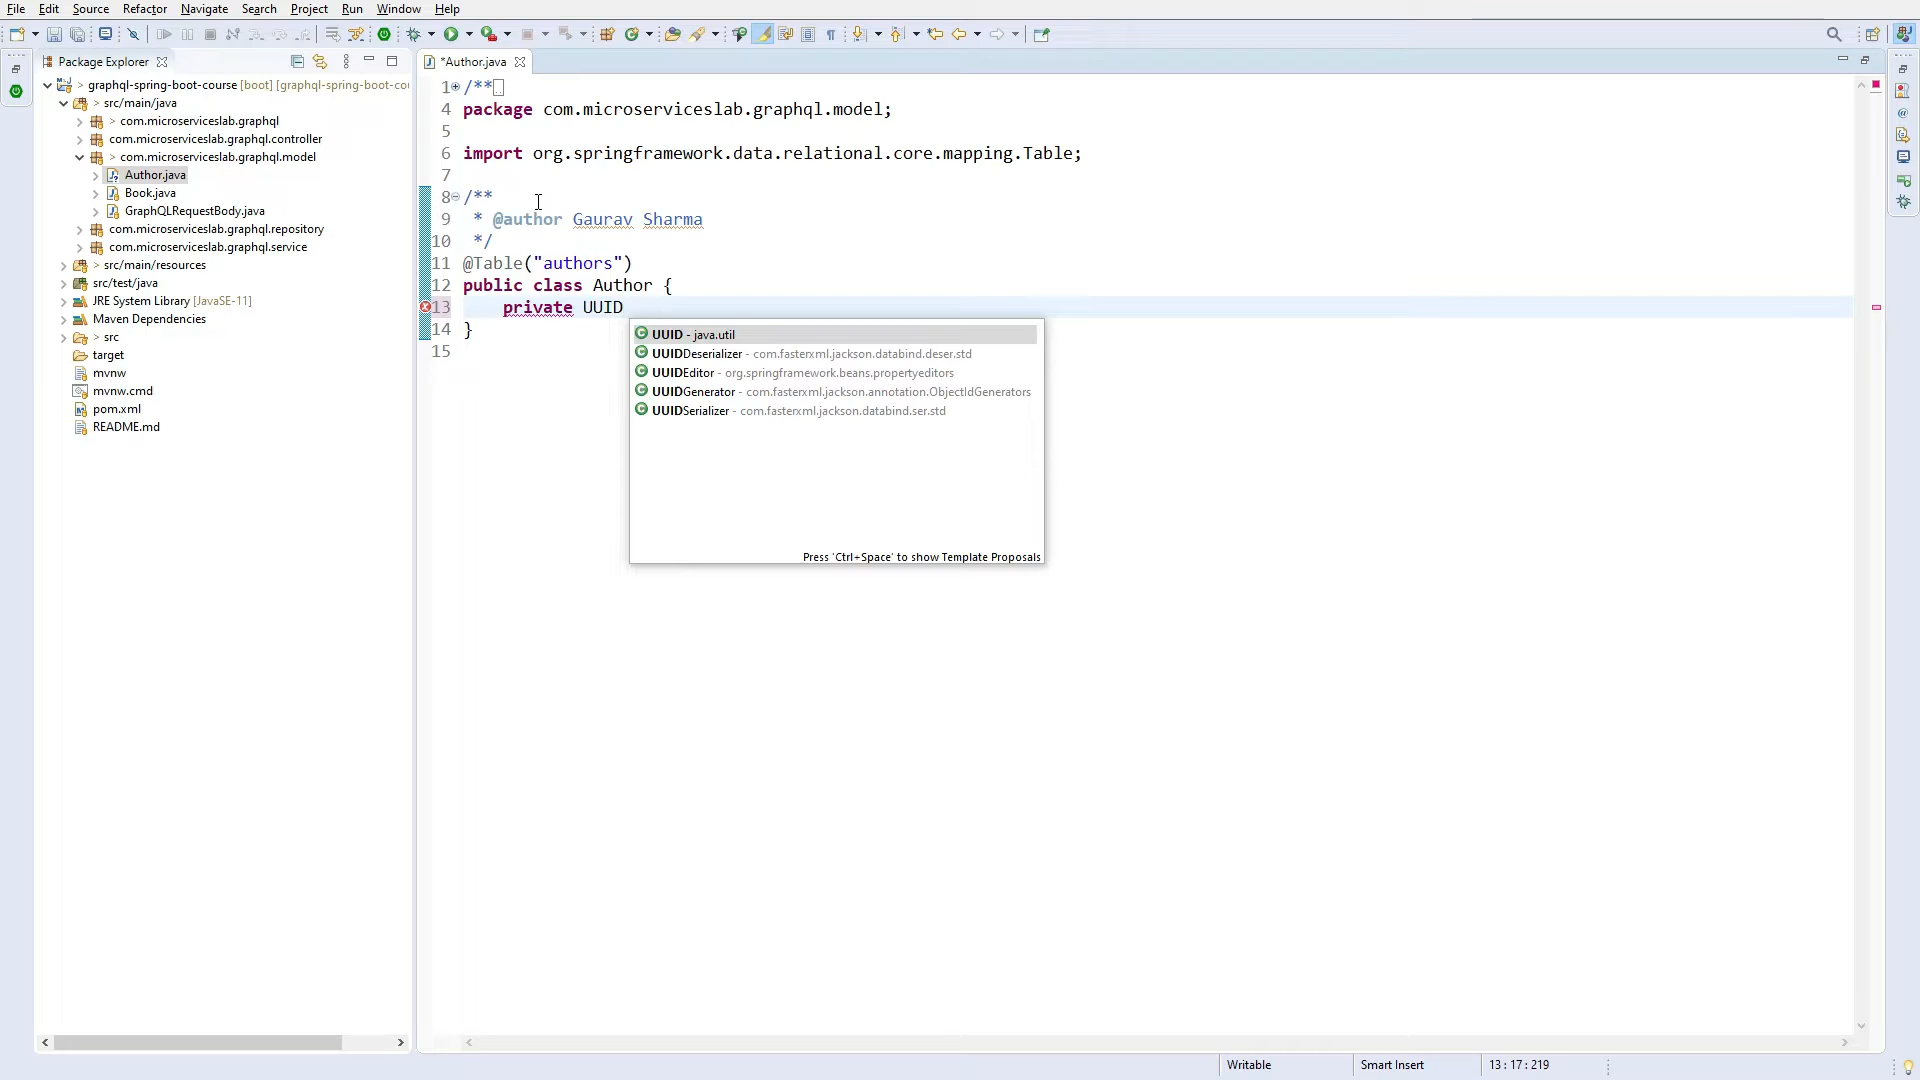 File Edit Source Refactor Navigate Search Project Run Window Help
Package Explorer
*Author.java
graphql-spring-boot-course [boot] [graphql-spring-boot-cou
src/main/java
com.microserviceslab.graphql
com.microserviceslab.graphql.controller
com.microserviceslab.graphql.model
Author.java
Book.java
GraphQLRequestBody.java
com.microserviceslab.graphql.repository
com.microserviceslab.graphql.service
src/main/resources
src/test/java
JRE System Library [JavaSE-11]
Maven Dependencies
src
target
mvnw
mvnw.cmd
pom.xml
README.md
1 /**
4 package com.microserviceslab.graphql.model;
5
6 import org.springframework.data.relational.core.mapping.Table;
7
8 /**
9 * @author Gaurav Sharma
10 */
11 @Table("authors")
12 public class Author {
13 private UUID
14 }
15
UUID - java.util
UUIDDeserializer - com.fasterxml.jackson.databind.deser.std
UUIDEditor - org.springframework.beans.propertyeditors
UUIDGenerator - com.fasterxml.jackson.annotation.ObjectIdGenerators
UUIDSerializer - com.fasterxml.jackson.databind.ser.std
Press 'Ctrl+Space' to show Template Proposals
Writable Smart Insert 13 : 17 : 219